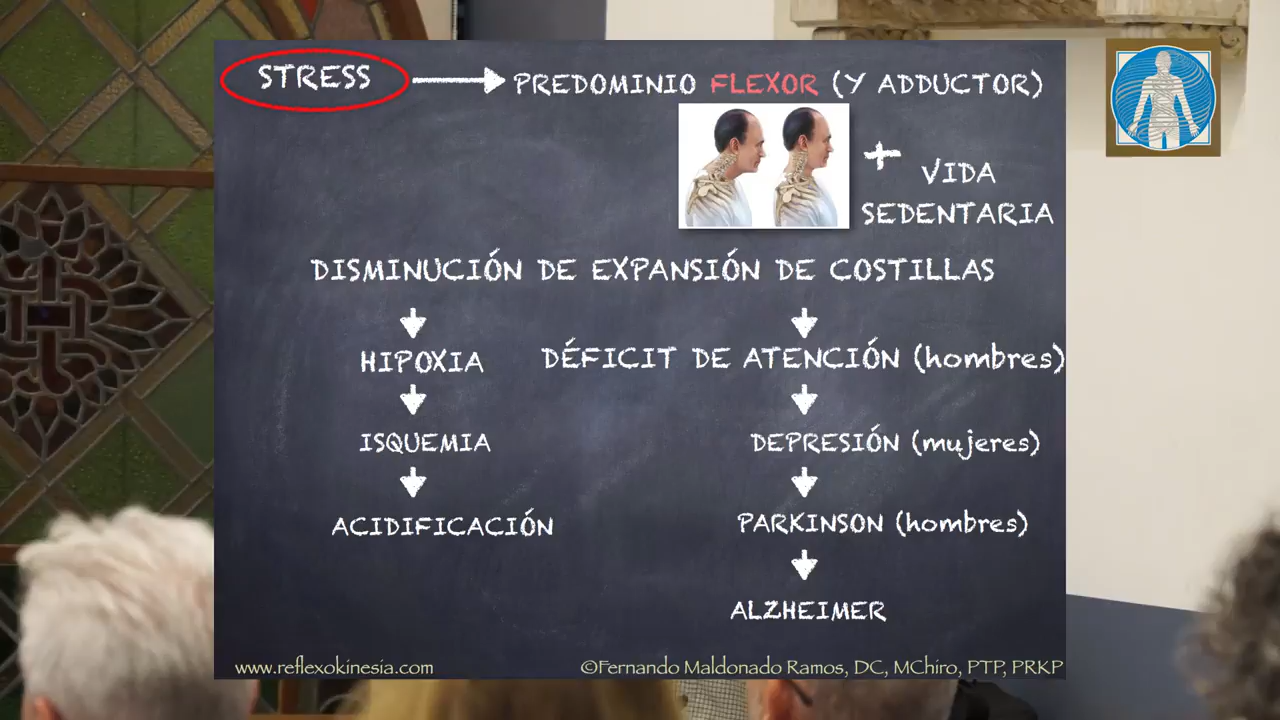 STRESS
PREDOMINIO FLEXOR (Y ADDUCTOR)
+ VIDA
SEDENTARIA
DISMINUCIÓN DE EXPANSIÓN DE COSTILLAS
HIPOXIA
ISQUEMIA
ACIDIFICACIÓN
DÉFICIT DE ATENCIÓN (hombres)
DEPRESIÓN (mujeres)
PARKINSON (hombres)
ALZHEIMER
www.reflexokinesia.com
©Fernando Maldonado Ramos, DC, MChiro, PTP, PRKP